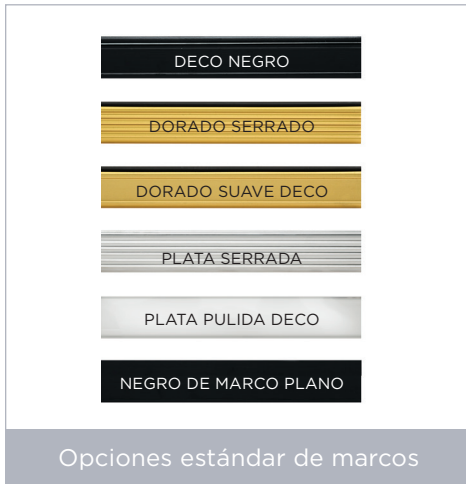 DECO NEGRO
DORADO SERRADO
DORADO SUAVE DECO
PLATA SERRADA
PLATA PULIDA DECO
NEGRO DE MARCO PLANO
Opciones estándar de marcos